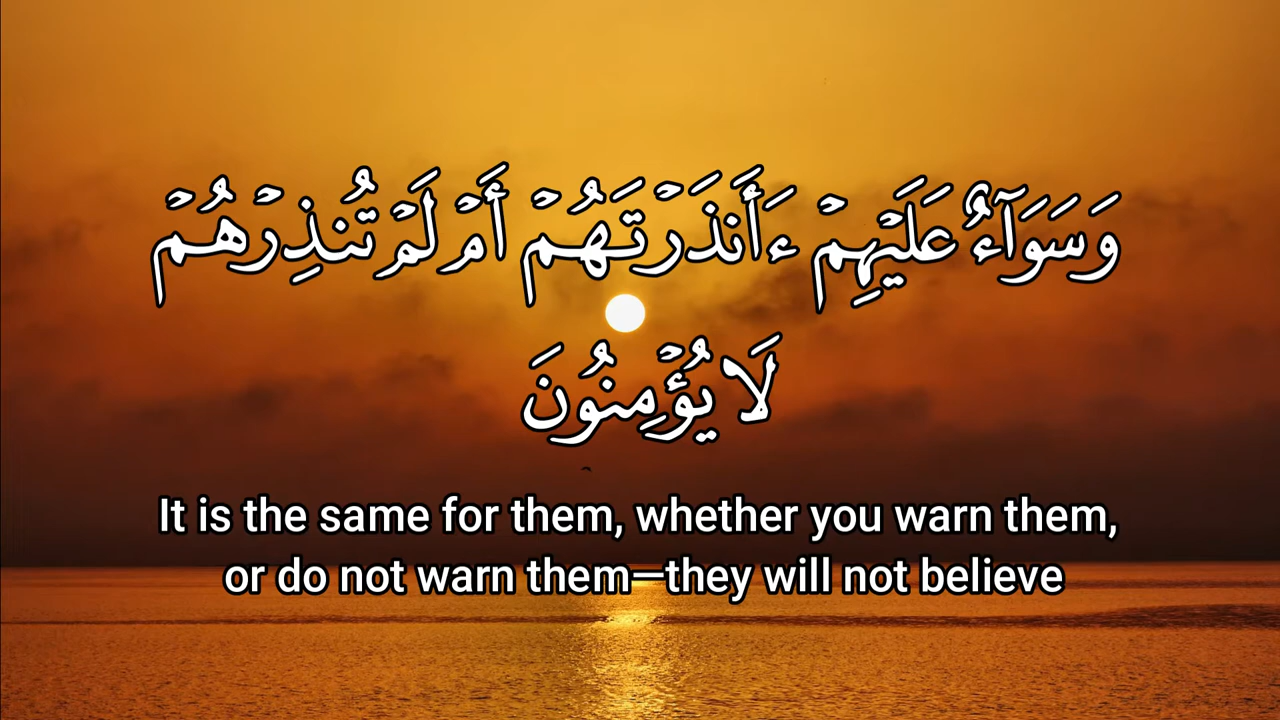 وَسَوَآءٌ عَلَيْهِمْ ءَأَنذَرْتَهُمْ أَمْ لَمْ تُنذِرْهُمْ
لَا يُؤْمِنُونَ
It is the same for them, whether you warn them,
or do not warn them—they will not believe